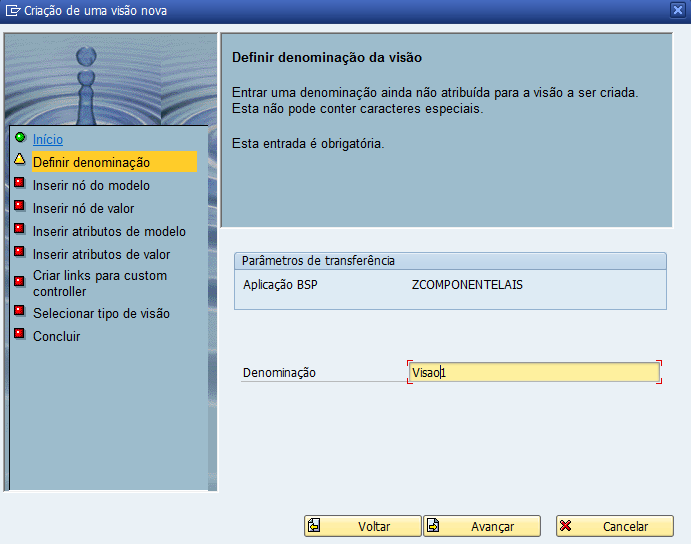 Criação de uma visão nova
Início
Definir denominação
Inserir nó do modelo
Inserir nó de valor
Inserir atributos de modelo
Inserir atributos de valor
Criar links para custom
controller
Selecionar tipo de visão
Concluir
Definir denominação da visão
Entrar uma denominação ainda não atribuída para a visão a ser criada.
Esta não pode conter caracteres especiais.
Esta entrada é obrigatória.
Parâmetros de transferência
Aplicação BSP ZCOMPONENTELAIS
Denominação Visao1
Voltar Avançar Cancelar